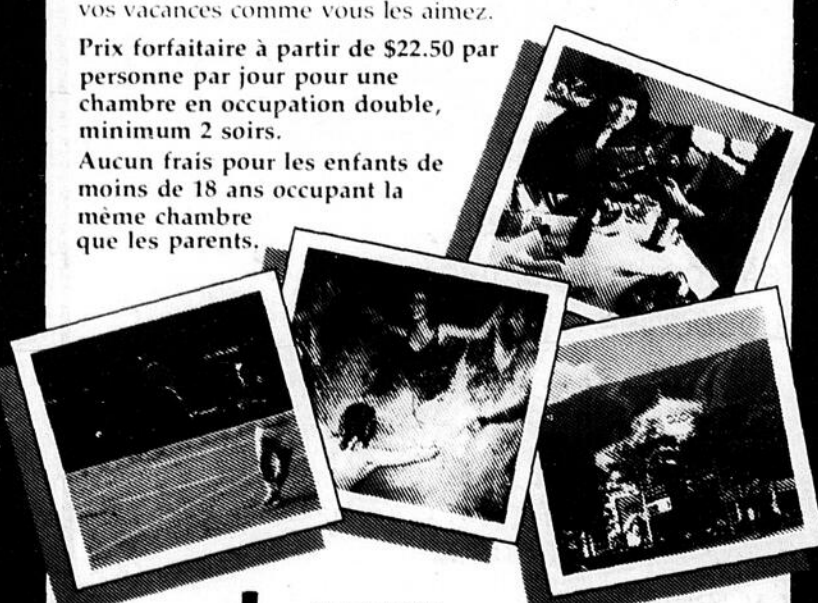 vos vacances comme vous les aimez.
Prix forfaitaire à partir de $22.50 par
personne par jour pour une
chambre en occupation double,
minimum 2 soirs.
Aucun frais pour les enfants de
moins de 18 ans occupant la
même chambre
que les parents.